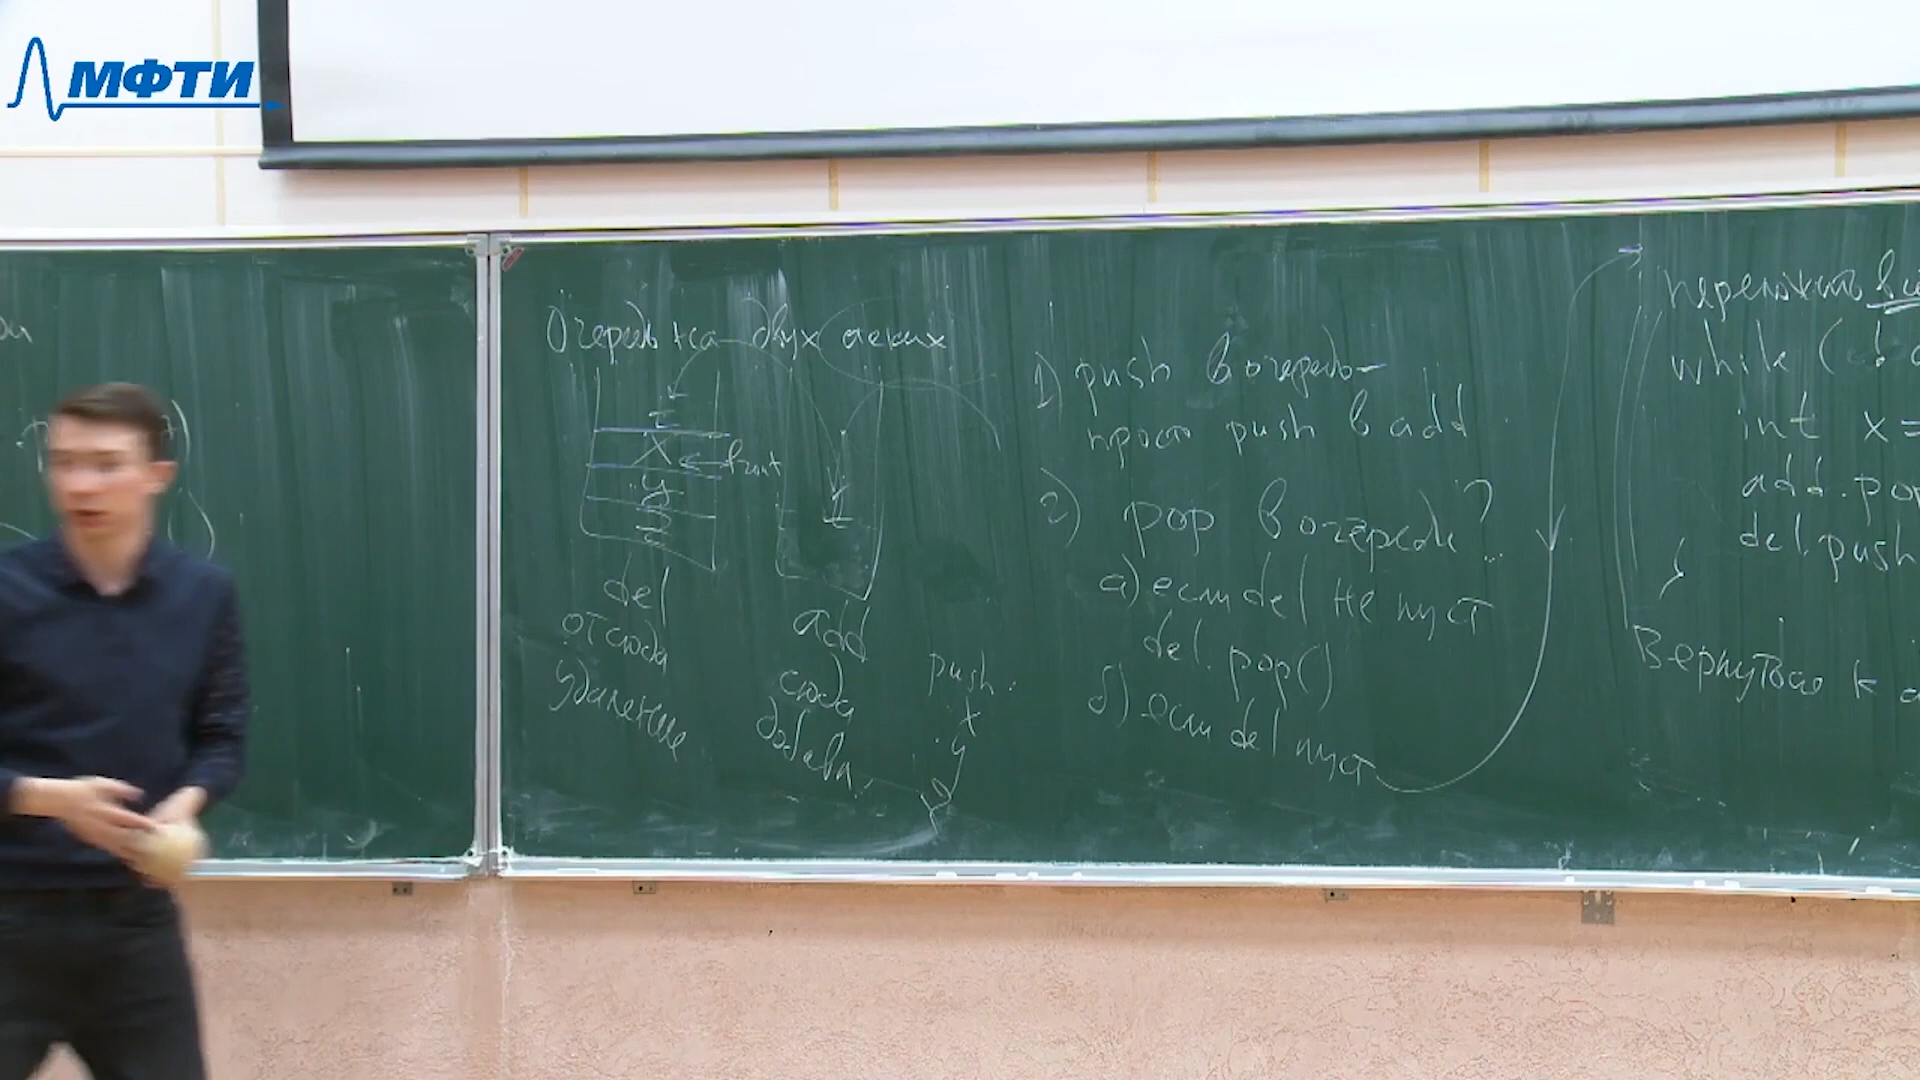 МФТИ
Очередь на двух стеках
x ← front
y
z
del
отсюда
удаление
add
сюда
добавл.
push:
x
y
1) push в очередь –
просто push в add
2) pop в очереди?
а) если del не пуст
del.pop()
б) если del пуст
переложить все
while (
int x =
add.pop
del.push
}
Вернуться к